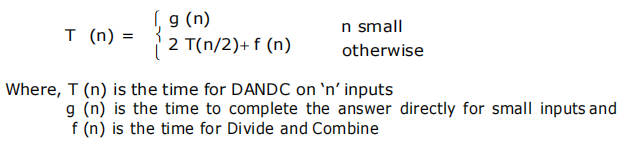 T (n) = { g (n) n small
2 T(n/2)+ f (n) otherwise
Where, T (n) is the time for DANDC on ‘n’ inputs
g (n) is the time to complete the answer directly for small inputs and
f (n) is the time for Divide and Combine